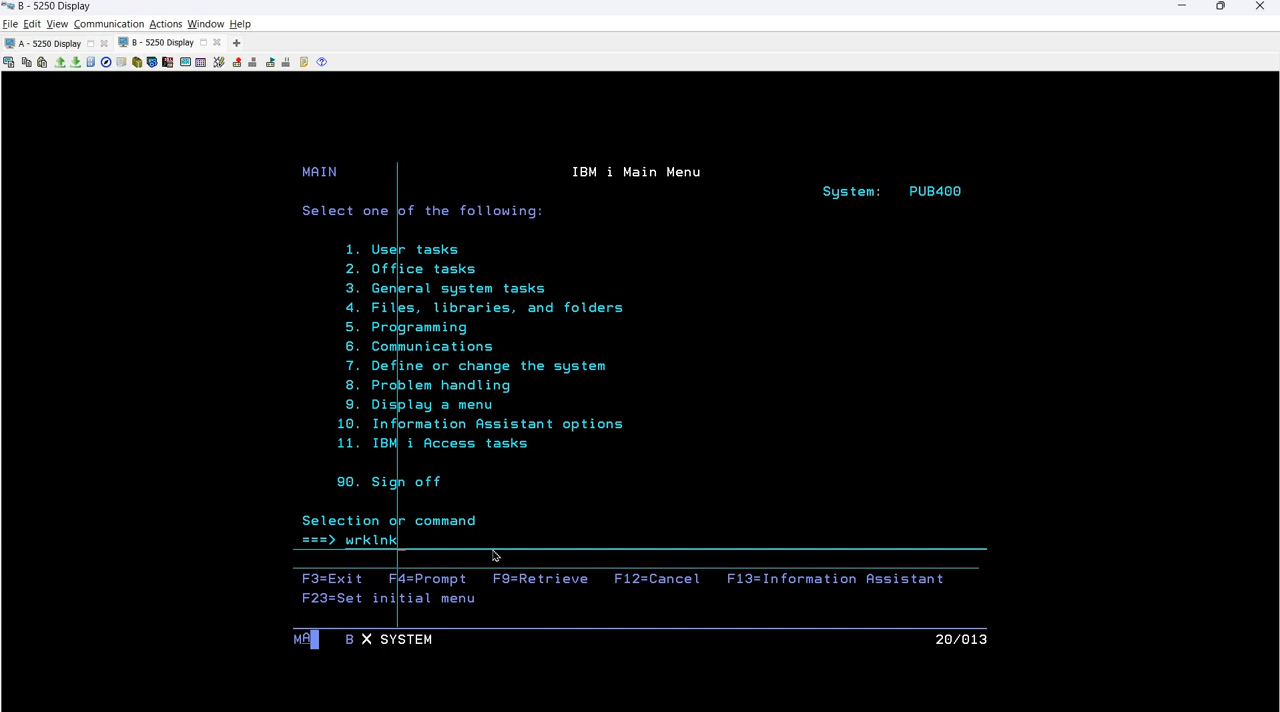 B - 5250 Display
File Edit View Communication Actions Window Help
A - 5250 Display B - 5250 Display
MAIN IBM i Main Menu
System: PUB400
Select one of the following:
1. User tasks
2. Office tasks
3. General system tasks
4. Files, libraries, and folders
5. Programming
6. Communications
7. Define or change the system
8. Problem handling
9. Display a menu
10. Information Assistant options
11. IBM i Access tasks
90. Sign off
Selection or command
===> wrklnk
F3=Exit F4=Prompt F9=Retrieve F12=Cancel F13=Information Assistant
F23=Set initial menu
MA B X SYSTEM 20/013